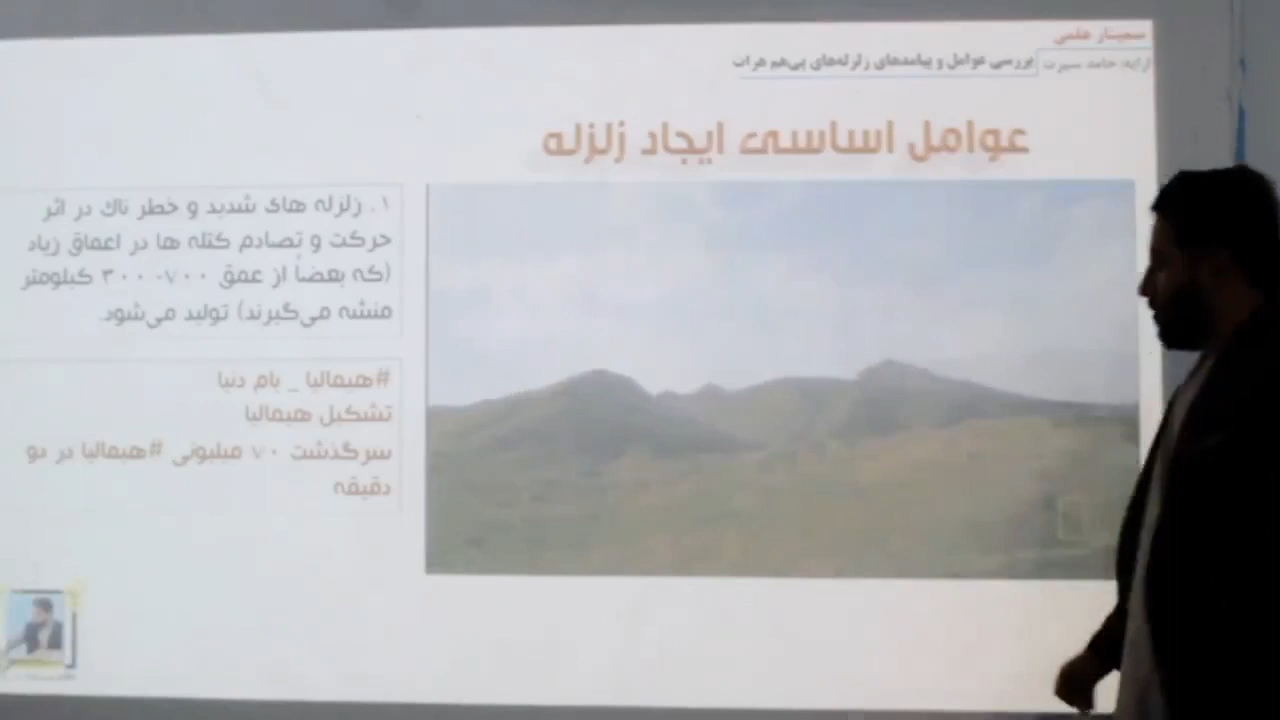 سمینار علمی
ارایه: حامد سیرت
بررسی عوامل و پیامدهای زلزله‌های پی‌هم هرات
عوامل اساسی ایجاد زلزله
۱. زلزله های شدید و خطر ناک در اثر
حرکت و تصادم کتله ها در اعماق زیاد
(که بعضاً از عمق ۷۰۰- ۳۰۰ کیلومتر
منشه می‌گیرند) تولید می‌شود.
#هیمالیا _ بام دنیا
تشکیل هیمالیا
سرگذشت ۷۰ میلیونی #هیمالیا در دو
دقیقه